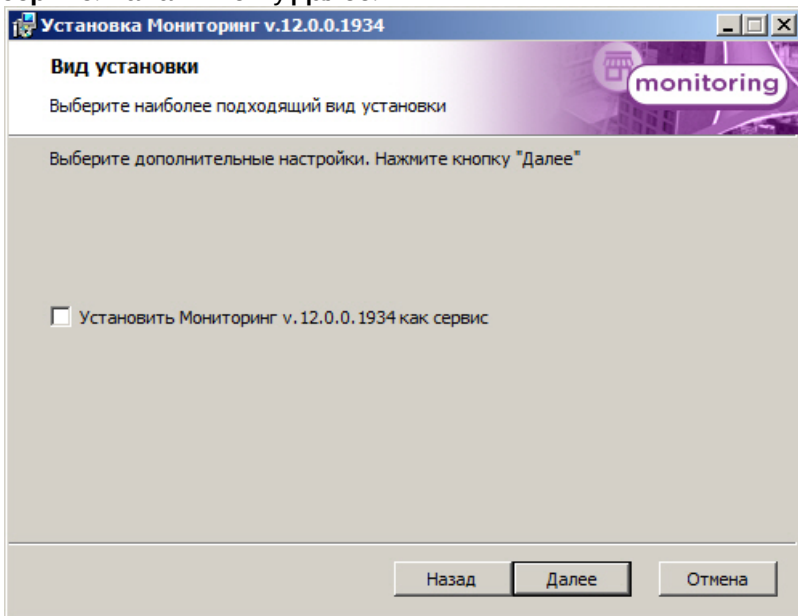 Установка Мониторинг v.12.0.0.1934
Вид установки
monitoring
Выберите наиболее подходящий вид установки
Выберите дополнительные настройки. Нажмите кнопку "Далее"
Установить Мониторинг v.12.0.0.1934 как сервис
Назад Далее Отмена